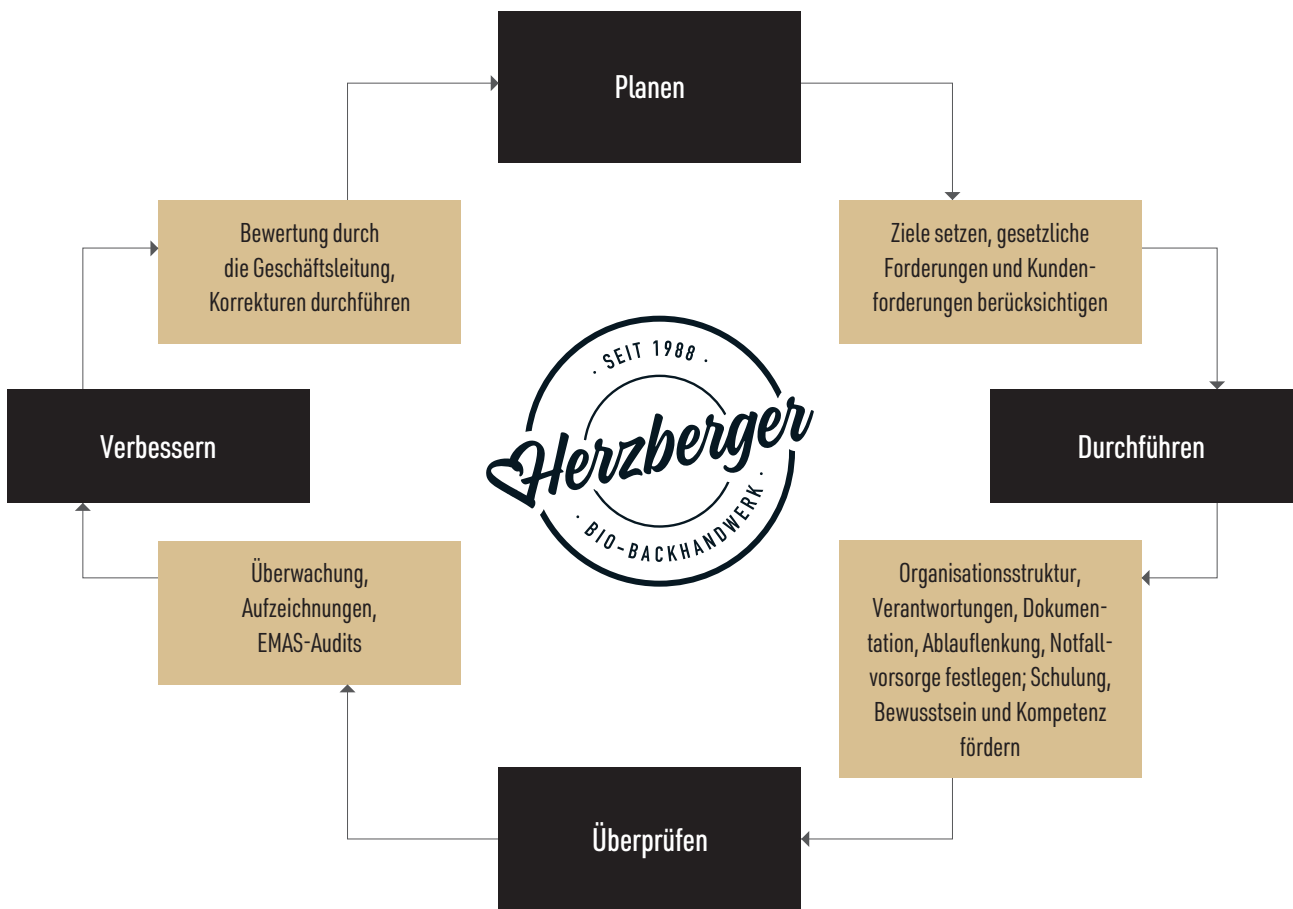 Planen
Bewertung durch
die Geschäftsleitung,
Korrekturen durchführen
Ziele setzen, gesetzliche
Forderungen und Kunden-
forderungen berücksichtigen
· SEIT 1988 ·
Herzberger
· BIO-BACKHANDWERK ·
Verbessern
Durchführen
Überwachung,
Aufzeichnungen,
EMAS-Audits
Organisationsstruktur,
Verantwortungen, Dokumen-
tation, Ablauflenkung, Notfall-
vorsorge festlegen; Schulung,
Bewusstsein und Kompetenz
fördern
Überprüfen